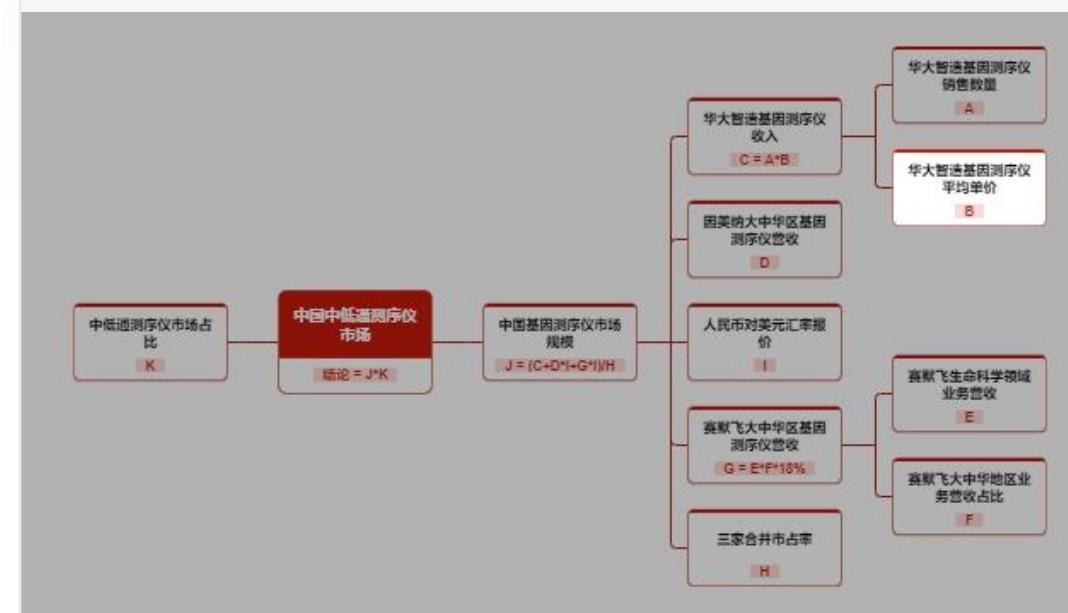 华大智造基因测序仪
销售数量
A
华大智造基因测序仪
收入
C = A*B
华大智造基因测序仪
平均单价
B
因美纳大中华区基因
测序仪营收
D
中低通测序仪市场占
比
K
中国中低通测序仪
市场
结论 = J*K
中国基因测序仪市场
规模
J = (C+D*I+G*I)/H
人民币对美元汇率报
价
I
赛默飞生命科学领域
业务营收
E
赛默飞大中华区基因
测序仪营收
G = E*F*18%
赛默飞大中华地区业
务营收占比
F
三家合并市占率
H